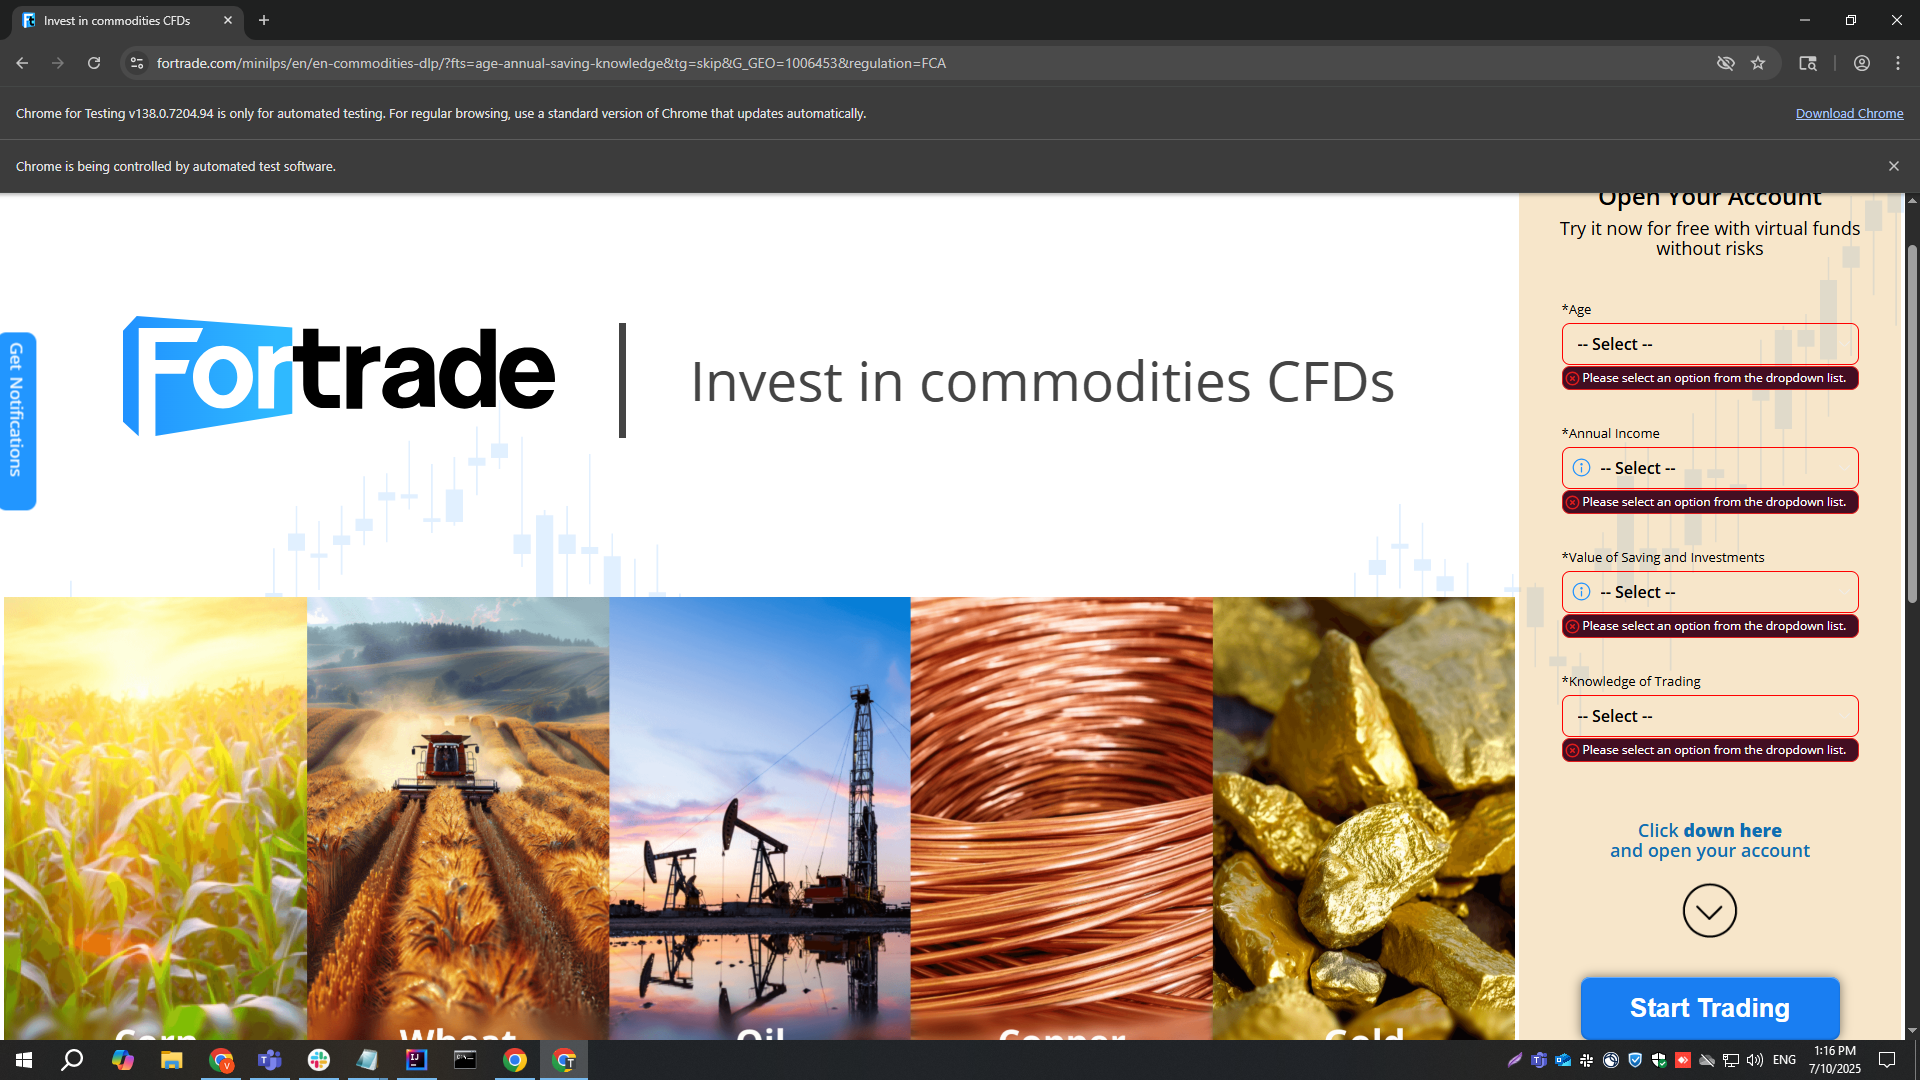 Invest in commodities CFDs
fortrade.com/minilps/en/en-commodities-dlp/?fts=age-annual-saving-knowledge&tg=skip&G_GEO=1006453&regulation=FCA
Chrome for Testing v138.0.7204.94 is only for automated testing. For regular browsing, use a standard version of Chrome that updates automatically.
Download Chrome
Chrome is being controlled by automated test software.
Get Notifications
Fortrade
Invest in commodities CFDs
Corn
Wheat
Oil
Copper
Gold
Open Your Account
Try it now for free with virtual funds
without risks
*Age
-- Select --
Please select an option from the dropdown list.
*Annual Income
-- Select --
Please select an option from the dropdown list.
*Value of Saving and Investments
-- Select --
Please select an option from the dropdown list.
*Knowledge of Trading
-- Select --
Please select an option from the dropdown list.
Click down here
and open your account
Start Trading
ENG
1:16 PM
7/10/2025